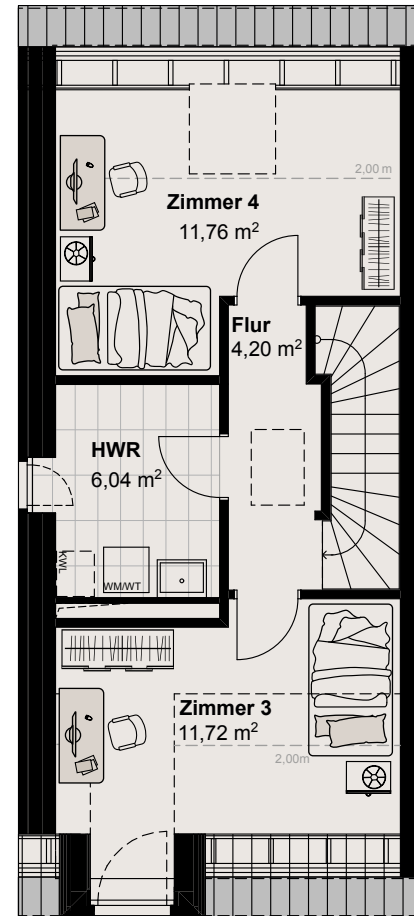 2,00 m
Zimmer 4
11,76 m²
Flur
4,20 m²
HWR
6,04 m²
KWL
WM/WT
Zimmer 3
11,72 m²
2,00m